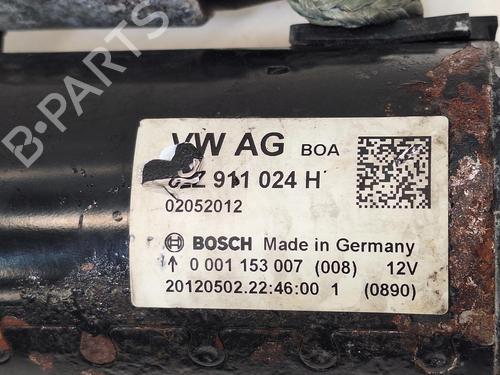 B-PARTS
VW AG BOA
Z 911 024 H
02052012
BOSCH Made in Germany
↑ 0 001 153 007 (008) 12V
20120502.22:46:00 1 (0890)